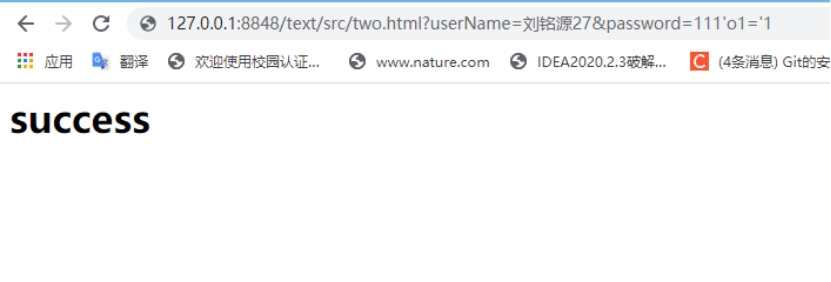 127.0.0.1:8848/text/src/two.html?userName=刘铭源27&password=111'o1='1
应用 翻译 欢迎使用校园认证... www.nature.com IDEA2020.2.3破解... C (4条消息) Git的安
success